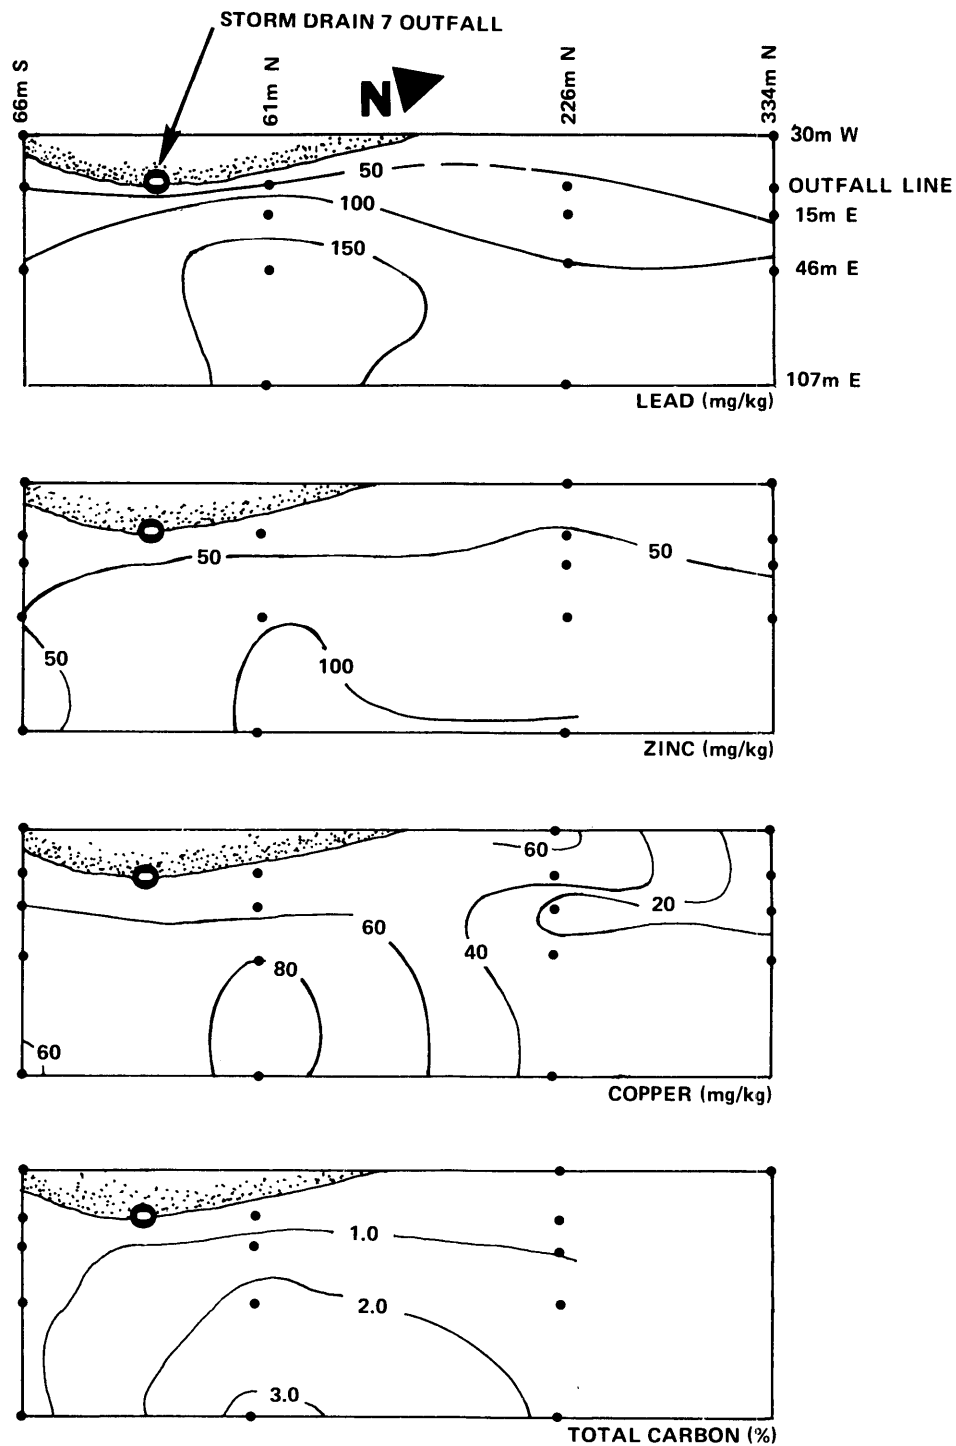 STORM DRAIN 7 OUTFALL
66m S
61m N
N
226m N
334m N
30m W
50
OUTFALL LINE
100
15m E
150
46m E
107m E
LEAD (mg/kg)
50
50
50
100
ZINC (mg/kg)
60
20
60
40
80
60
COPPER (mg/kg)
1.0
2.0
3.0
TOTAL CARBON (%)